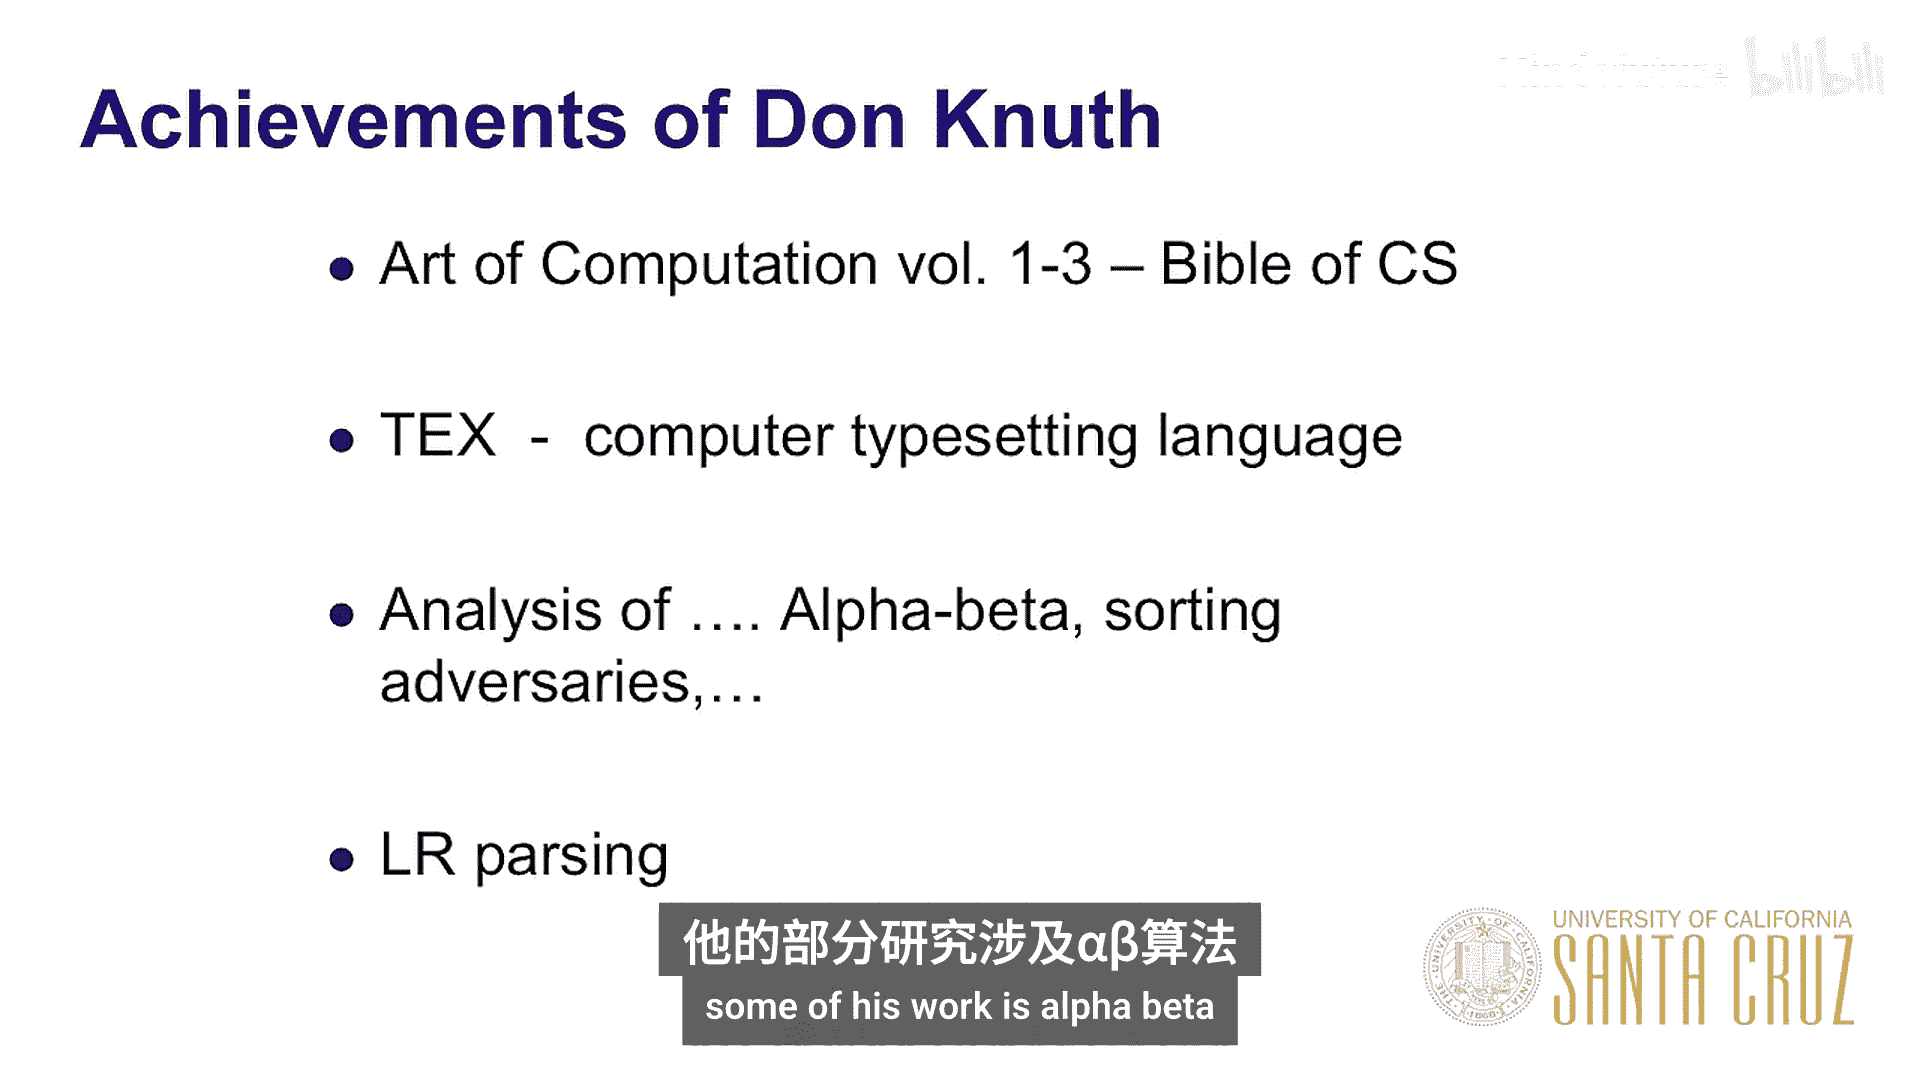 bilibili
Achievements of Don Knuth
● Art of Computation vol. 1-3 – Bible of CS
● TEX - computer typesetting language
● Analysis of …. Alpha-beta, sorting
adversaries,…
● LR parsing
他的部分研究涉及αβ算法
some of his work is alpha beta
UNIVERSITY OF CALIFORNIA
SANTA CRUZ